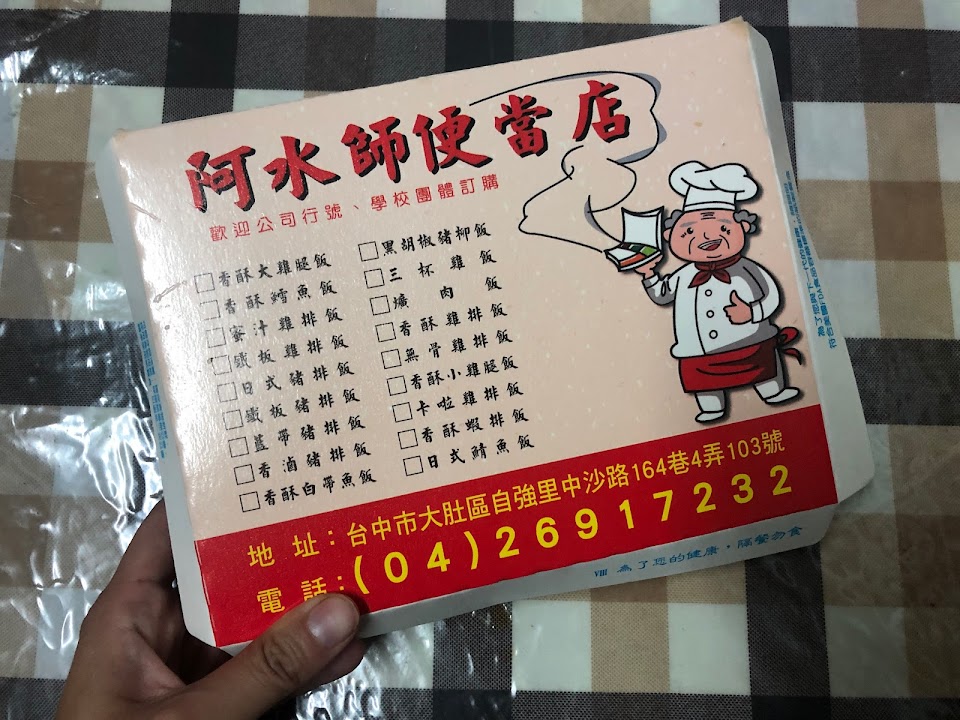 阿水師便當店
歡迎公司行號、學校團體訂購
□香酥大雞腿飯
□香酥鱈魚飯
□蜜汁雞排飯
□鐵板雞排飯
□日式豬排飯
□鐵板豬排飯
□藍帶豬排飯
□香滷豬排飯
□香酥白帶魚飯
□黑胡椒豬柳飯
□三杯雞飯
□爌肉飯
□香酥雞排飯
□無骨雞排飯
□香酥小雞腿飯
□卡啦雞排飯
□香酥蝦排飯
□日式鯖魚飯
地址：台中市大肚區自強里中沙路164巷4弄103號
電話：(04)26917232
為了您的健康，隔餐勿食